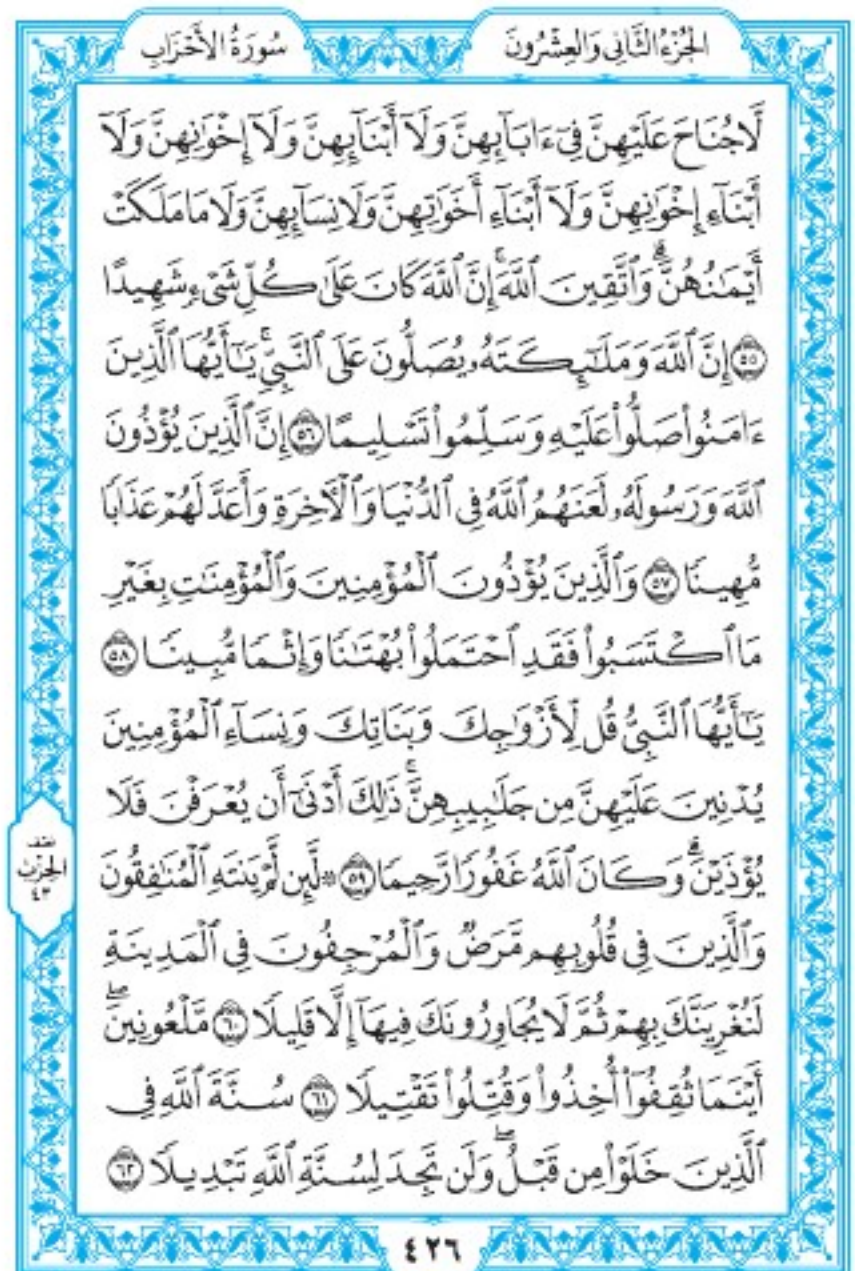 الجُزْءُ الثَّانِي وَالعِشْرُونَ
سُورَةُ الأَحْزَابِ
لَّا جُنَاحَ عَلَيْهِنَّ فِىٓ ءَابَآئِهِنَّ وَلَآ أَبْنَآئِهِنَّ وَلَآ إِخْوَٰنِهِنَّ وَلَآ
أَبْنَآءِ إِخْوَٰنِهِنَّ وَلَآ أَبْنَآءِ أَخَوَٰتِهِنَّ وَلَا نِسَآئِهِنَّ وَلَا مَا مَلَكَتْ
أَيْمَٰنُهُنَّۗ وَٱتَّقِينَ ٱللَّهَۚ إِنَّ ٱللَّهَ كَانَ عَلَىٰ كُلِّ شَىْءٍ شَهِيدًا
٥٥ إِنَّ ٱللَّهَ وَمَلَٰٓئِكَتَهُۥ يُصَلُّونَ عَلَى ٱلنَّبِىِّۚ يَٰٓأَيُّهَا ٱلَّذِينَ
ءَامَنُوا۟ صَلُّوا۟ عَلَيْهِ وَسَلِّمُوا۟ تَسْلِيمًا ٥٦ إِنَّ ٱلَّذِينَ يُؤْذُونَ
ٱللَّهَ وَرَسُولَهُۥ لَعَنَهُمُ ٱللَّهُ فِى ٱلدُّنْيَا وَٱلْأَخِرَةِ وَأَعَدَّ لَهُمْ عَذَابًا
مُّهِينًا ٥٧ وَٱلَّذِينَ يُؤْذُونَ ٱلْمُؤْمِنِينَ وَٱلْمُؤْمِنَٰتِ بِغَيْرِ
مَا ٱكْتَسَبُوا۟ فَقَدِ ٱحْتَمَلُوا۟ بُهْتَٰنًا وَإِثْمًا مُّبِينًا ٥٨
يَٰٓأَيُّهَا ٱلنَّبِىُّ قُل لِّأَزْوَٰجِكَ وَبَنَاتِكَ وَنِسَآءِ ٱلْمُؤْمِنِينَ
يُدْنِينَ عَلَيْهِنَّ مِن جَلَٰبِيبِهِنَّۚ ذَٰلِكَ أَدْنَىٰٓ أَن يُعْرَفْنَ فَلَا
يُؤْذَيْنَۗ وَكَانَ ٱللَّهُ غَفُورًا رَّحِيمًا ٥٩ ۞ لَّئِن لَّمْ يَنتَهِ ٱلْمُنَٰفِقُونَ
وَٱلَّذِينَ فِى قُلُوبِهِم مَّرَضٌ وَٱلْمُرْجِفُونَ فِى ٱلْمَدِينَةِ
لَنُغْرِيَنَّكَ بِهِمْ ثُمَّ لَا يُجَاوِرُونَكَ فِيهَآ إِلَّا قَلِيلًا ٦٠ مَّلْعُونِينَۖ
أَيْنَمَا ثُقِفُوٓا۟ أُخِذُوا۟ وَقُتِّلُوا۟ تَقْتِيلًا ٦١ سُنَّةَ ٱللَّهِ فِى
ٱلَّذِينَ خَلَوْا۟ مِن قَبْلُۖ وَلَن تَجِدَ لِسُنَّةِ ٱللَّهِ تَبْدِيلًا ٦٢
نصف
الحزب
٤٣
٤٢٦